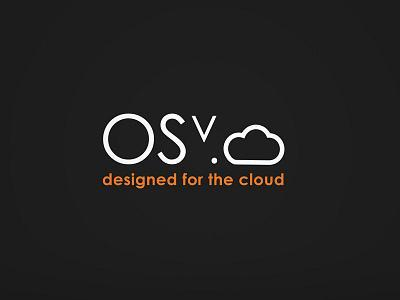 OSv.
designed for the cloud